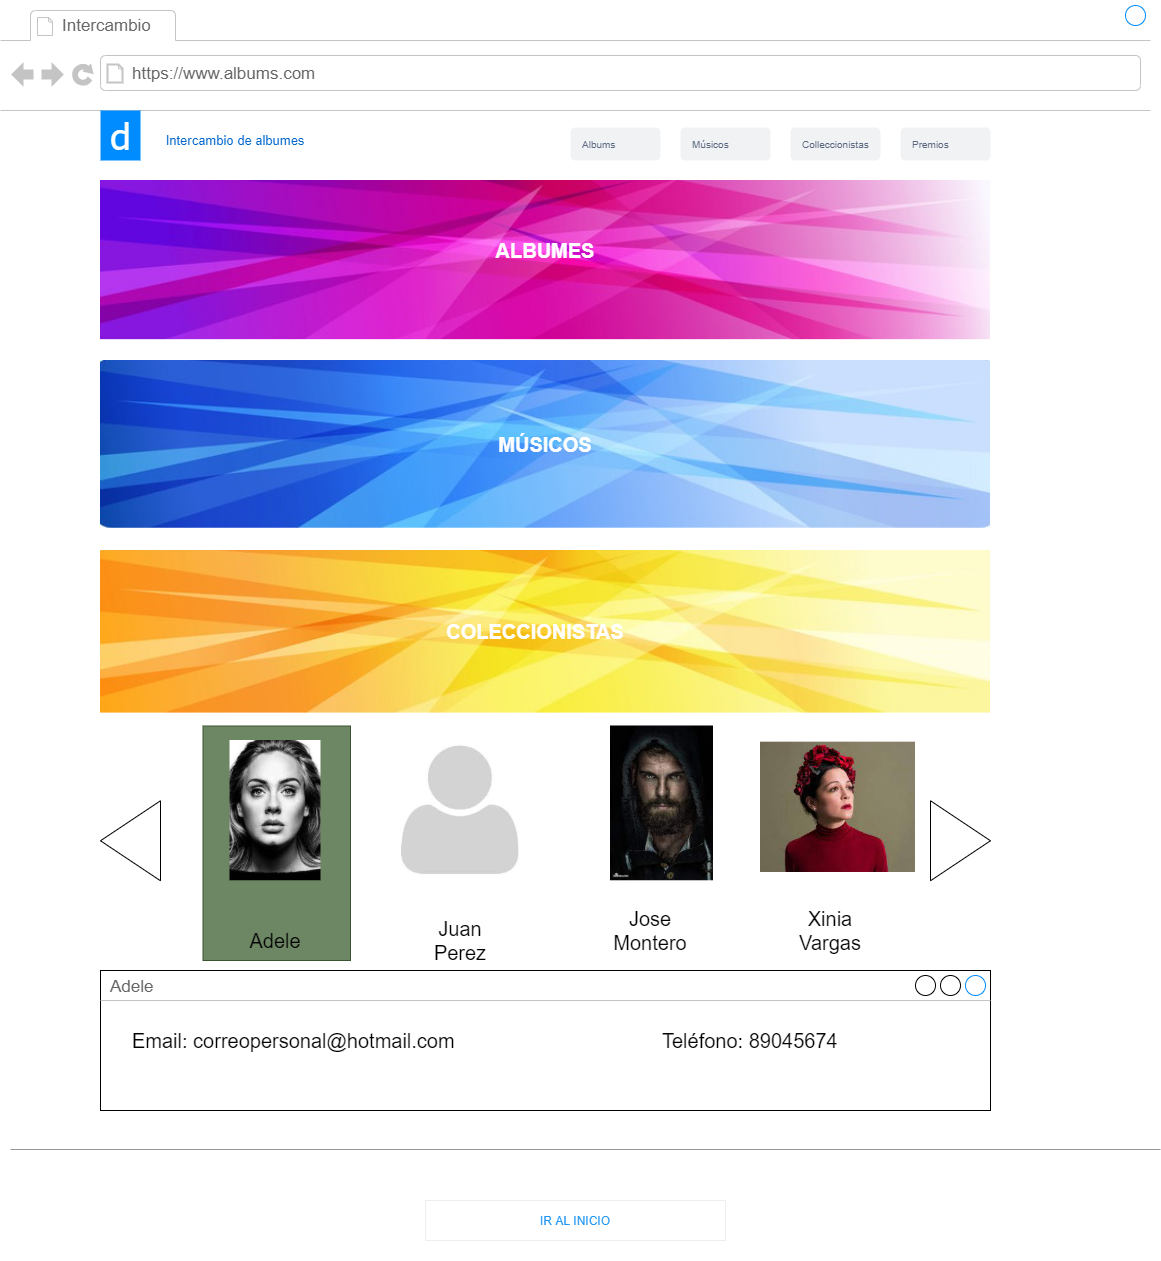 Intercambio
https://www.albums.com
d
Intercambio de albumes
Albums
Músicos
Colleccionistas
Premios
ALBUMES
MÚSICOS
COLECCIONISTAS
Adele
Juan
Perez
Jose
Montero
Xinia
Vargas
Adele
Email: correopersonal@hotmail.com
Teléfono: 89045674
IR AL INICIO